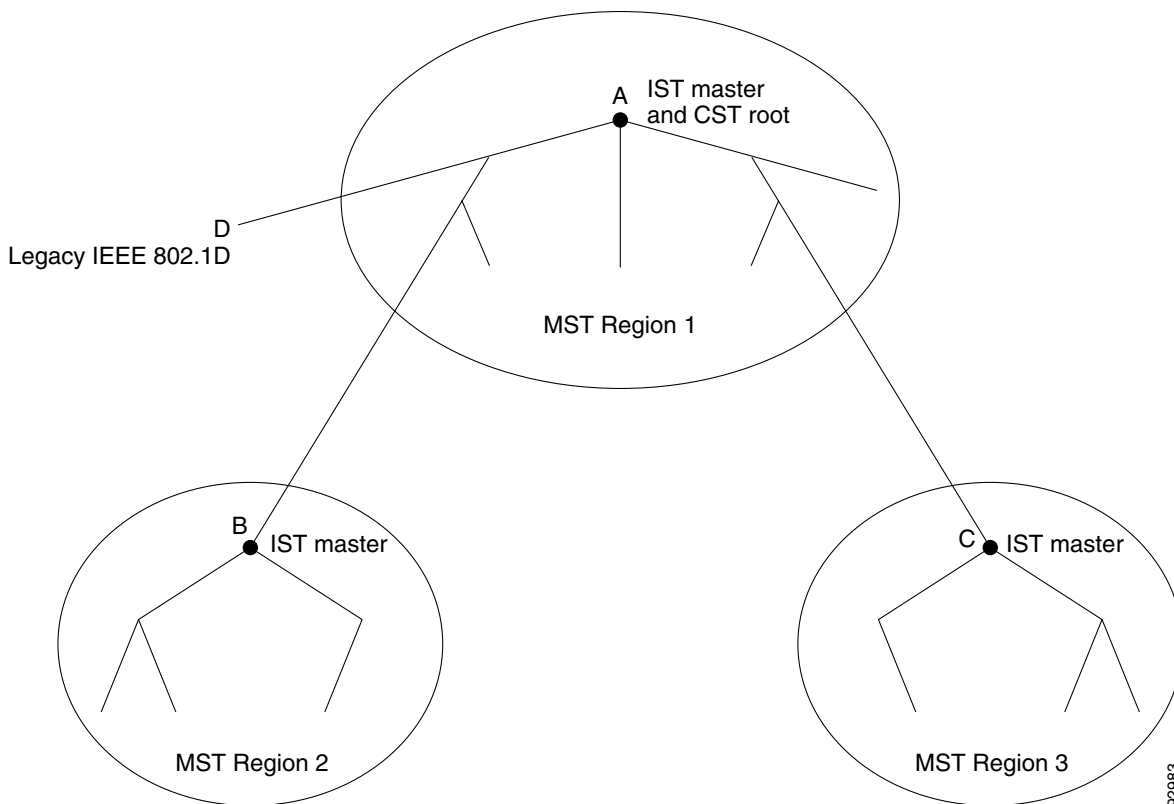 A
IST master
and CST root
D
Legacy IEEE 802.1D
MST Region 1
B
IST master
C
IST master
MST Region 2
MST Region 3